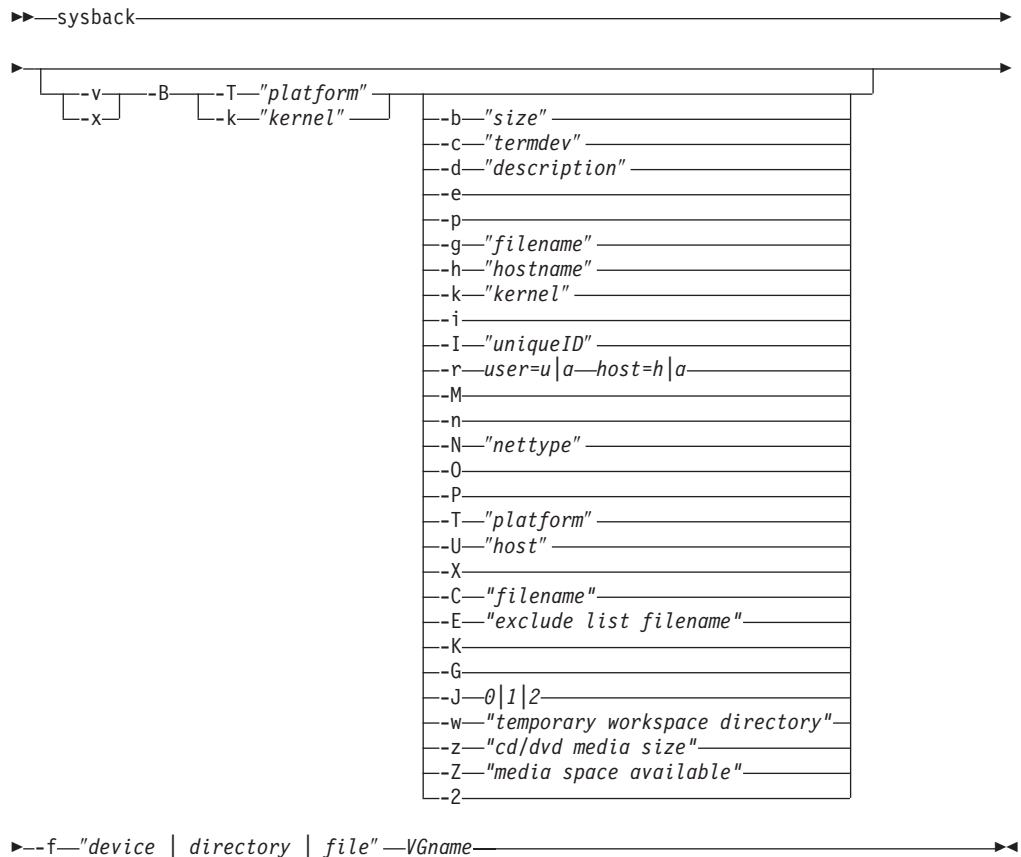 sysback
-v -B -T "platform"
-x -k "kernel"
-b "size"
-c "termdev"
-d "description"
-e
-p
-g "filename"
-h "hostname"
-k "kernel"
-i
-I "uniqueID"
-r user=u|a host=h|a
-M
-n
-N "nettype"
-O
-P
-T "platform"
-U "host"
-X
-C "filename"
-E "exclude list filename"
-K
-G
-J 0|1|2
-w "temporary workspace directory"
-z "cd/dvd media size"
-Z "media space available"
-2
-f "device | directory | file" VGname